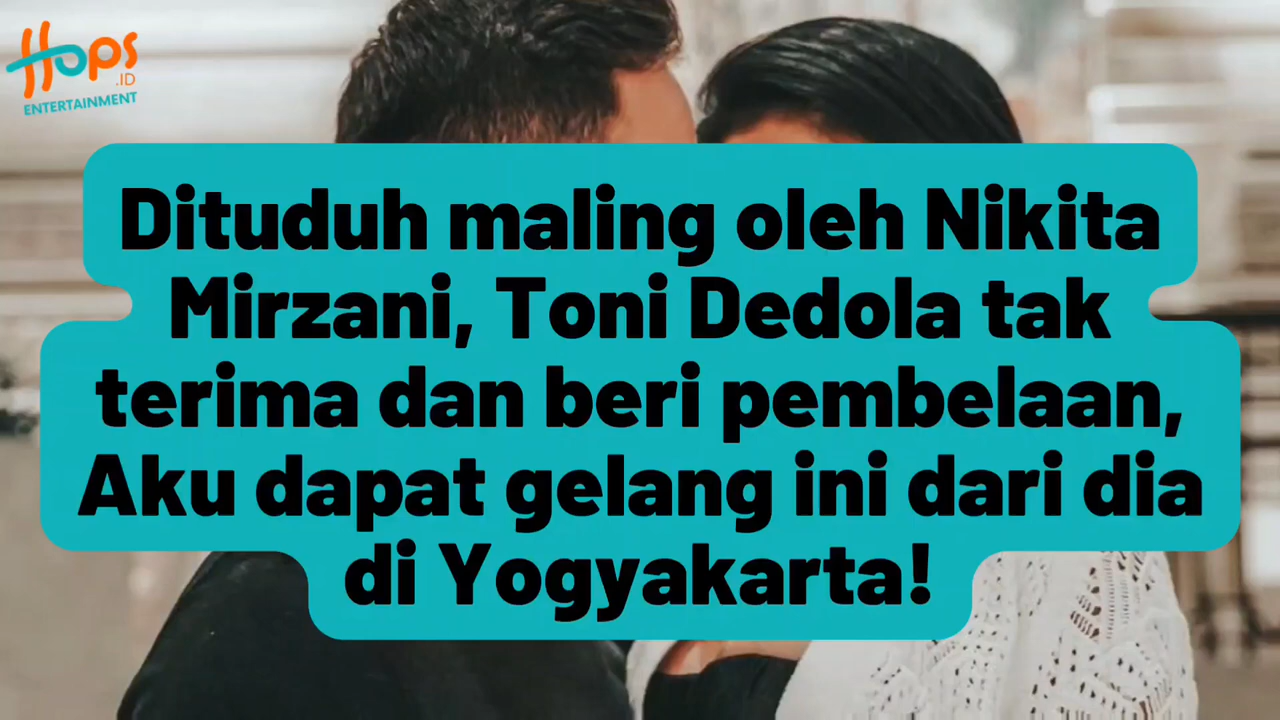 Hops
.ID
ENTERTAINMENT
Dituduh maling oleh Nikita
Mirzani, Toni Dedola tak
terima dan beri pembelaan,
Aku dapat gelang ini dari dia
di Yogyakarta!